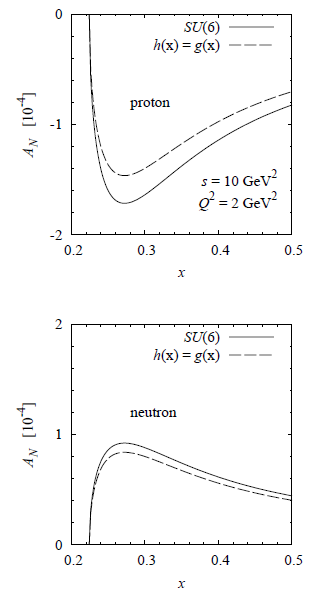 0
SU(6)
h(x) = g(x)
proton
-1
A_N [10^-4]
s = 10 GeV^2
Q^2 = 2 GeV^2
-2
0.2 0.3 0.4 0.5
x
2
SU(6)
h(x) = g(x)
neutron
A_N [10^-4]
1
0
0.2 0.3 0.4 0.5
x